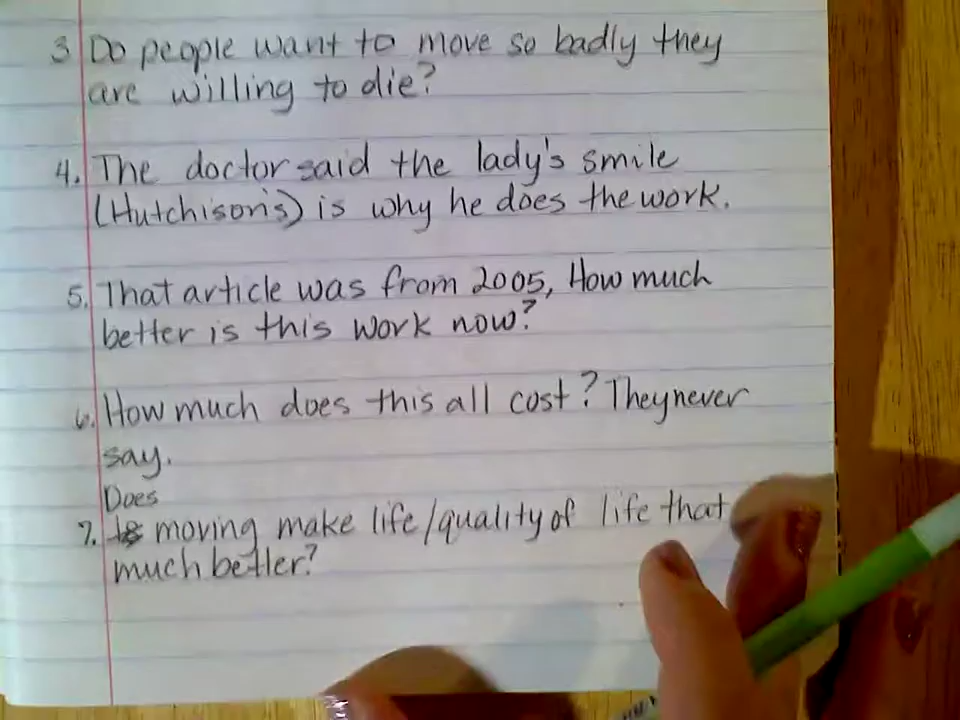 3 Do people want to move so badly they
are willing to die?
4. The doctor said the lady's smile
(Hutchison's) is why he does the work.
5. That article was from 2005, How much
better is this work now?
6. How much does this all cost? They never
say.
Does
7. moving make life/quality of life that
much better?